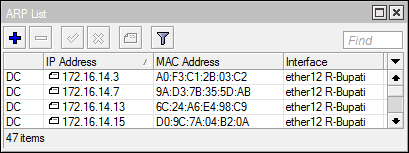 ARP List
Find
IP Address MAC Address Interface
DC 172.16.14.3 A0:F3:C1:2B:03:C2 ether12 R-Bupati
DC 172.16.14.7 9A:D3:7B:35:5D:AB ether12 R-Bupati
DC 172.16.14.13 6C:24:A6:E4:98:C9 ether12 R-Bupati
DC 172.16.14.15 D0:9C:7A:04:B2:0A ether12 R-Bupati
47 items